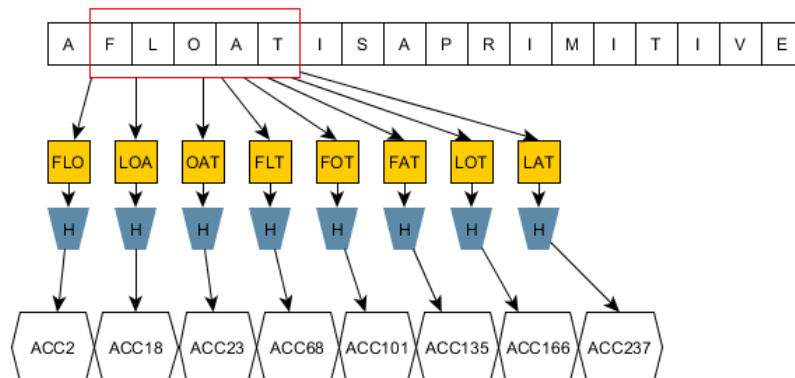 A F L O A T I S A P R I M I T I V E
FLO LOA OAT FLT FOT FAT LOT LAT
H H H H H H H H
ACC2 ACC18 ACC23 ACC68 ACC101 ACC135 ACC166 ACC237